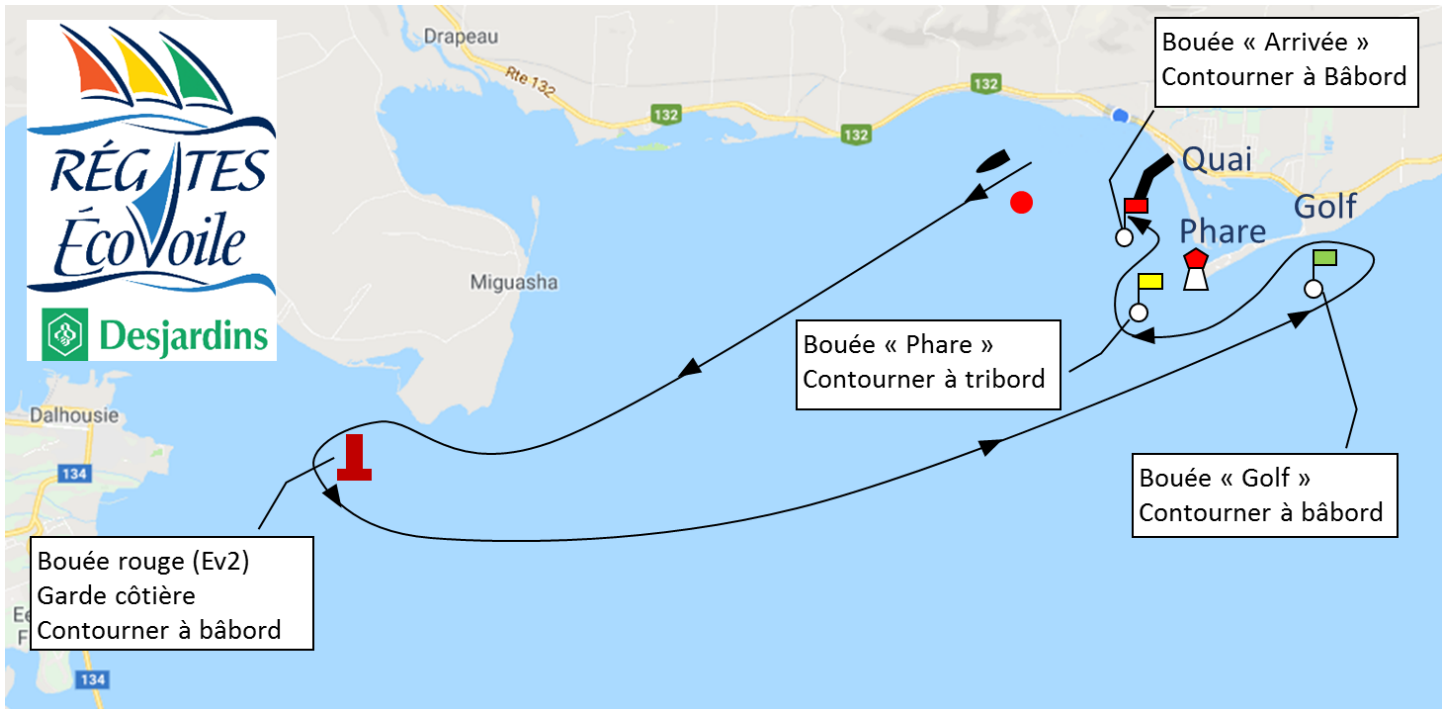 RÉGATES
ÉcoVoile
Desjardins
Drapeau
Rte 132
132
132
132
Bouée « Arrivée »
Contourner à Bâbord
Quai
Golf
Phare
Miguasha
Bouée « Phare »
Contourner à tribord
Dalhousie
134
Bouée « Golf »
Contourner à bâbord
Bouée rouge (Ev2)
Garde côtière
Contourner à bâbord
134